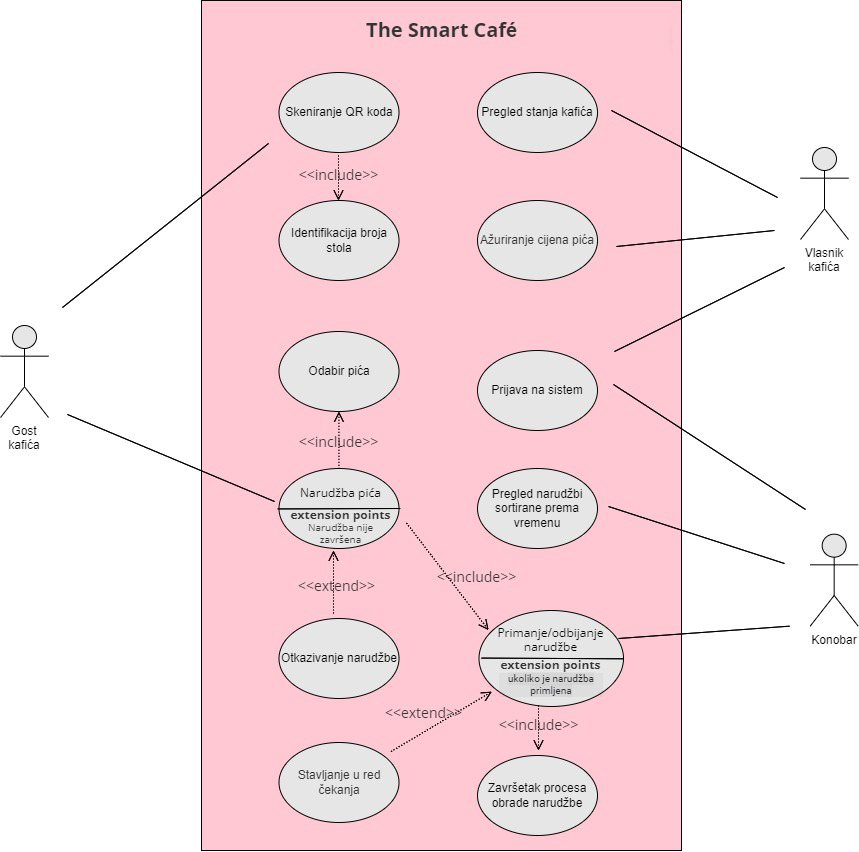 The Smart Café
Skeniranje QR koda
<<include>>
Identifikacija broja
stola
Odabir pića
<<include>>
Narudžba pića
extension points
Narudžba nije
završena
<<extend>>
Otkazivanje narudžbe
Stavljanje u red
čekanja
Pregled stanja kafića
Ažuriranje cijena pića
Prijava na sistem
Pregled narudžbi
sortirane prema
vremenu
<<include>>
Primanje/odbijanje
narudžbe
extension points
ukoliko je narudžba
primljena
<<extend>>
<<include>>
Završetak procesa
obrade narudžbe
Gost
kafića
Vlasnik
kafića
Konobar